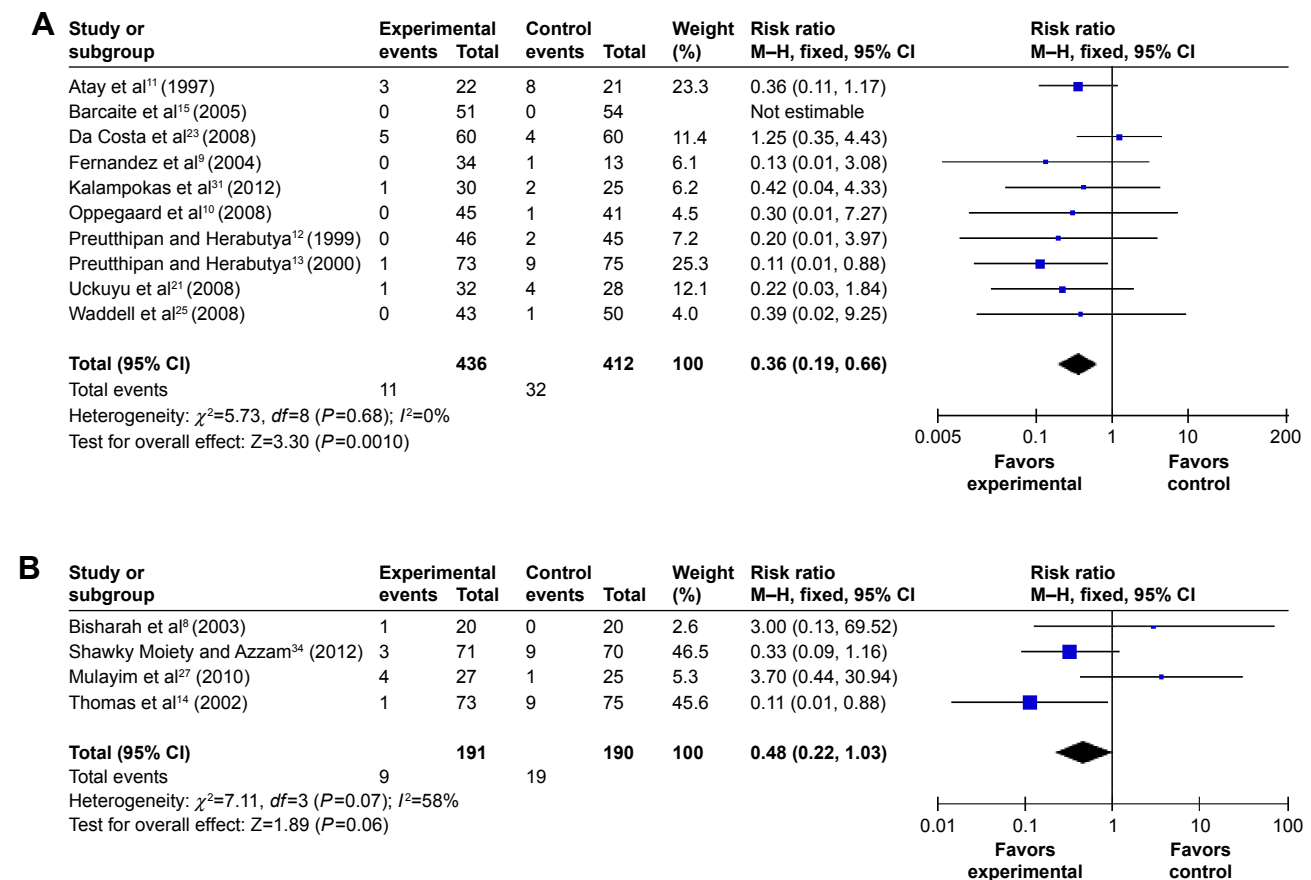 A
Study or Experimental Control Weight Risk ratio Risk ratio
subgroup events Total events Total (%) M–H, fixed, 95% CI M–H, fixed, 95% CI
Atay et al¹¹ (1997) 3 22 8 21 23.3 0.36 (0.11, 1.17)
Barcaite et al¹⁵ (2005) 0 51 0 54 Not estimable
Da Costa et al²³ (2008) 5 60 4 60 11.4 1.25 (0.35, 4.43)
Fernandez et al⁹ (2004) 0 34 1 13 6.1 0.13 (0.01, 3.08)
Kalampokas et al³¹ (2012) 1 30 2 25 6.2 0.42 (0.04, 4.33)
Oppegaard et al¹⁰ (2008) 0 45 1 41 4.5 0.30 (0.01, 7.27)
Preutthipan and Herabutya¹² (1999) 0 46 2 45 7.2 0.20 (0.01, 3.97)
Preutthipan and Herabutya¹³ (2000) 1 73 9 75 25.3 0.11 (0.01, 0.88)
Uckuyu et al²¹ (2008) 1 32 4 28 12.1 0.22 (0.03, 1.84)
Waddell et al²⁵ (2008) 0 43 1 50 4.0 0.39 (0.02, 9.25)
Total (95% CI) 436 412 100 0.36 (0.19, 0.66)
Total events 11 32
Heterogeneity: χ²=5.73, df=8 (P=0.68); I²=0%
Test for overall effect: Z=3.30 (P=0.0010)
0.005 0.1 1 10 200
Favors Favors
experimental control
B
Study or Experimental Control Weight Risk ratio Risk ratio
subgroup events Total events Total (%) M–H, fixed, 95% CI M–H, fixed, 95% CI
Bisharah et al⁸ (2003) 1 20 0 20 2.6 3.00 (0.13, 69.52)
Shawky Moiety and Azzam³⁴ (2012) 3 71 9 70 46.5 0.33 (0.09, 1.16)
Mulayim et al²⁷ (2010) 4 27 1 25 5.3 3.70 (0.44, 30.94)
Thomas et al¹⁴ (2002) 1 73 9 75 45.6 0.11 (0.01, 0.88)
Total (95% CI) 191 190 100 0.48 (0.22, 1.03)
Total events 9 19
Heterogeneity: χ²=7.11, df=3 (P=0.07); I²=58%
Test for overall effect: Z=1.89 (P=0.06)
0.01 0.1 1 10 100
Favors Favors
experimental control